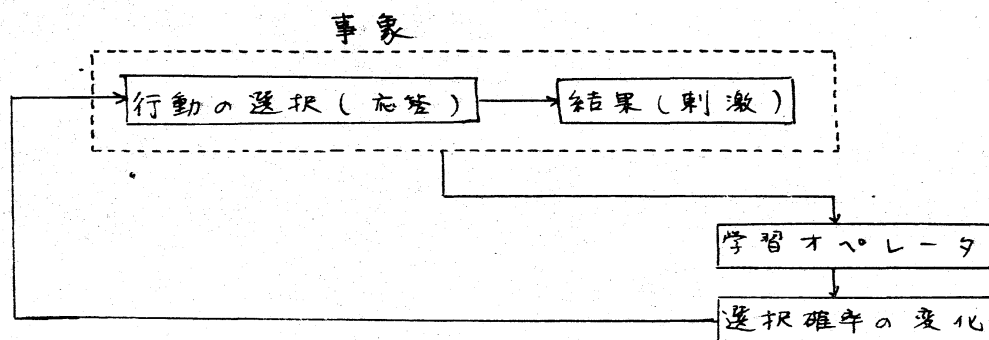 事象
行動の選択(応答)
結果(刺激)
学習オペレータ
選択確率の変化